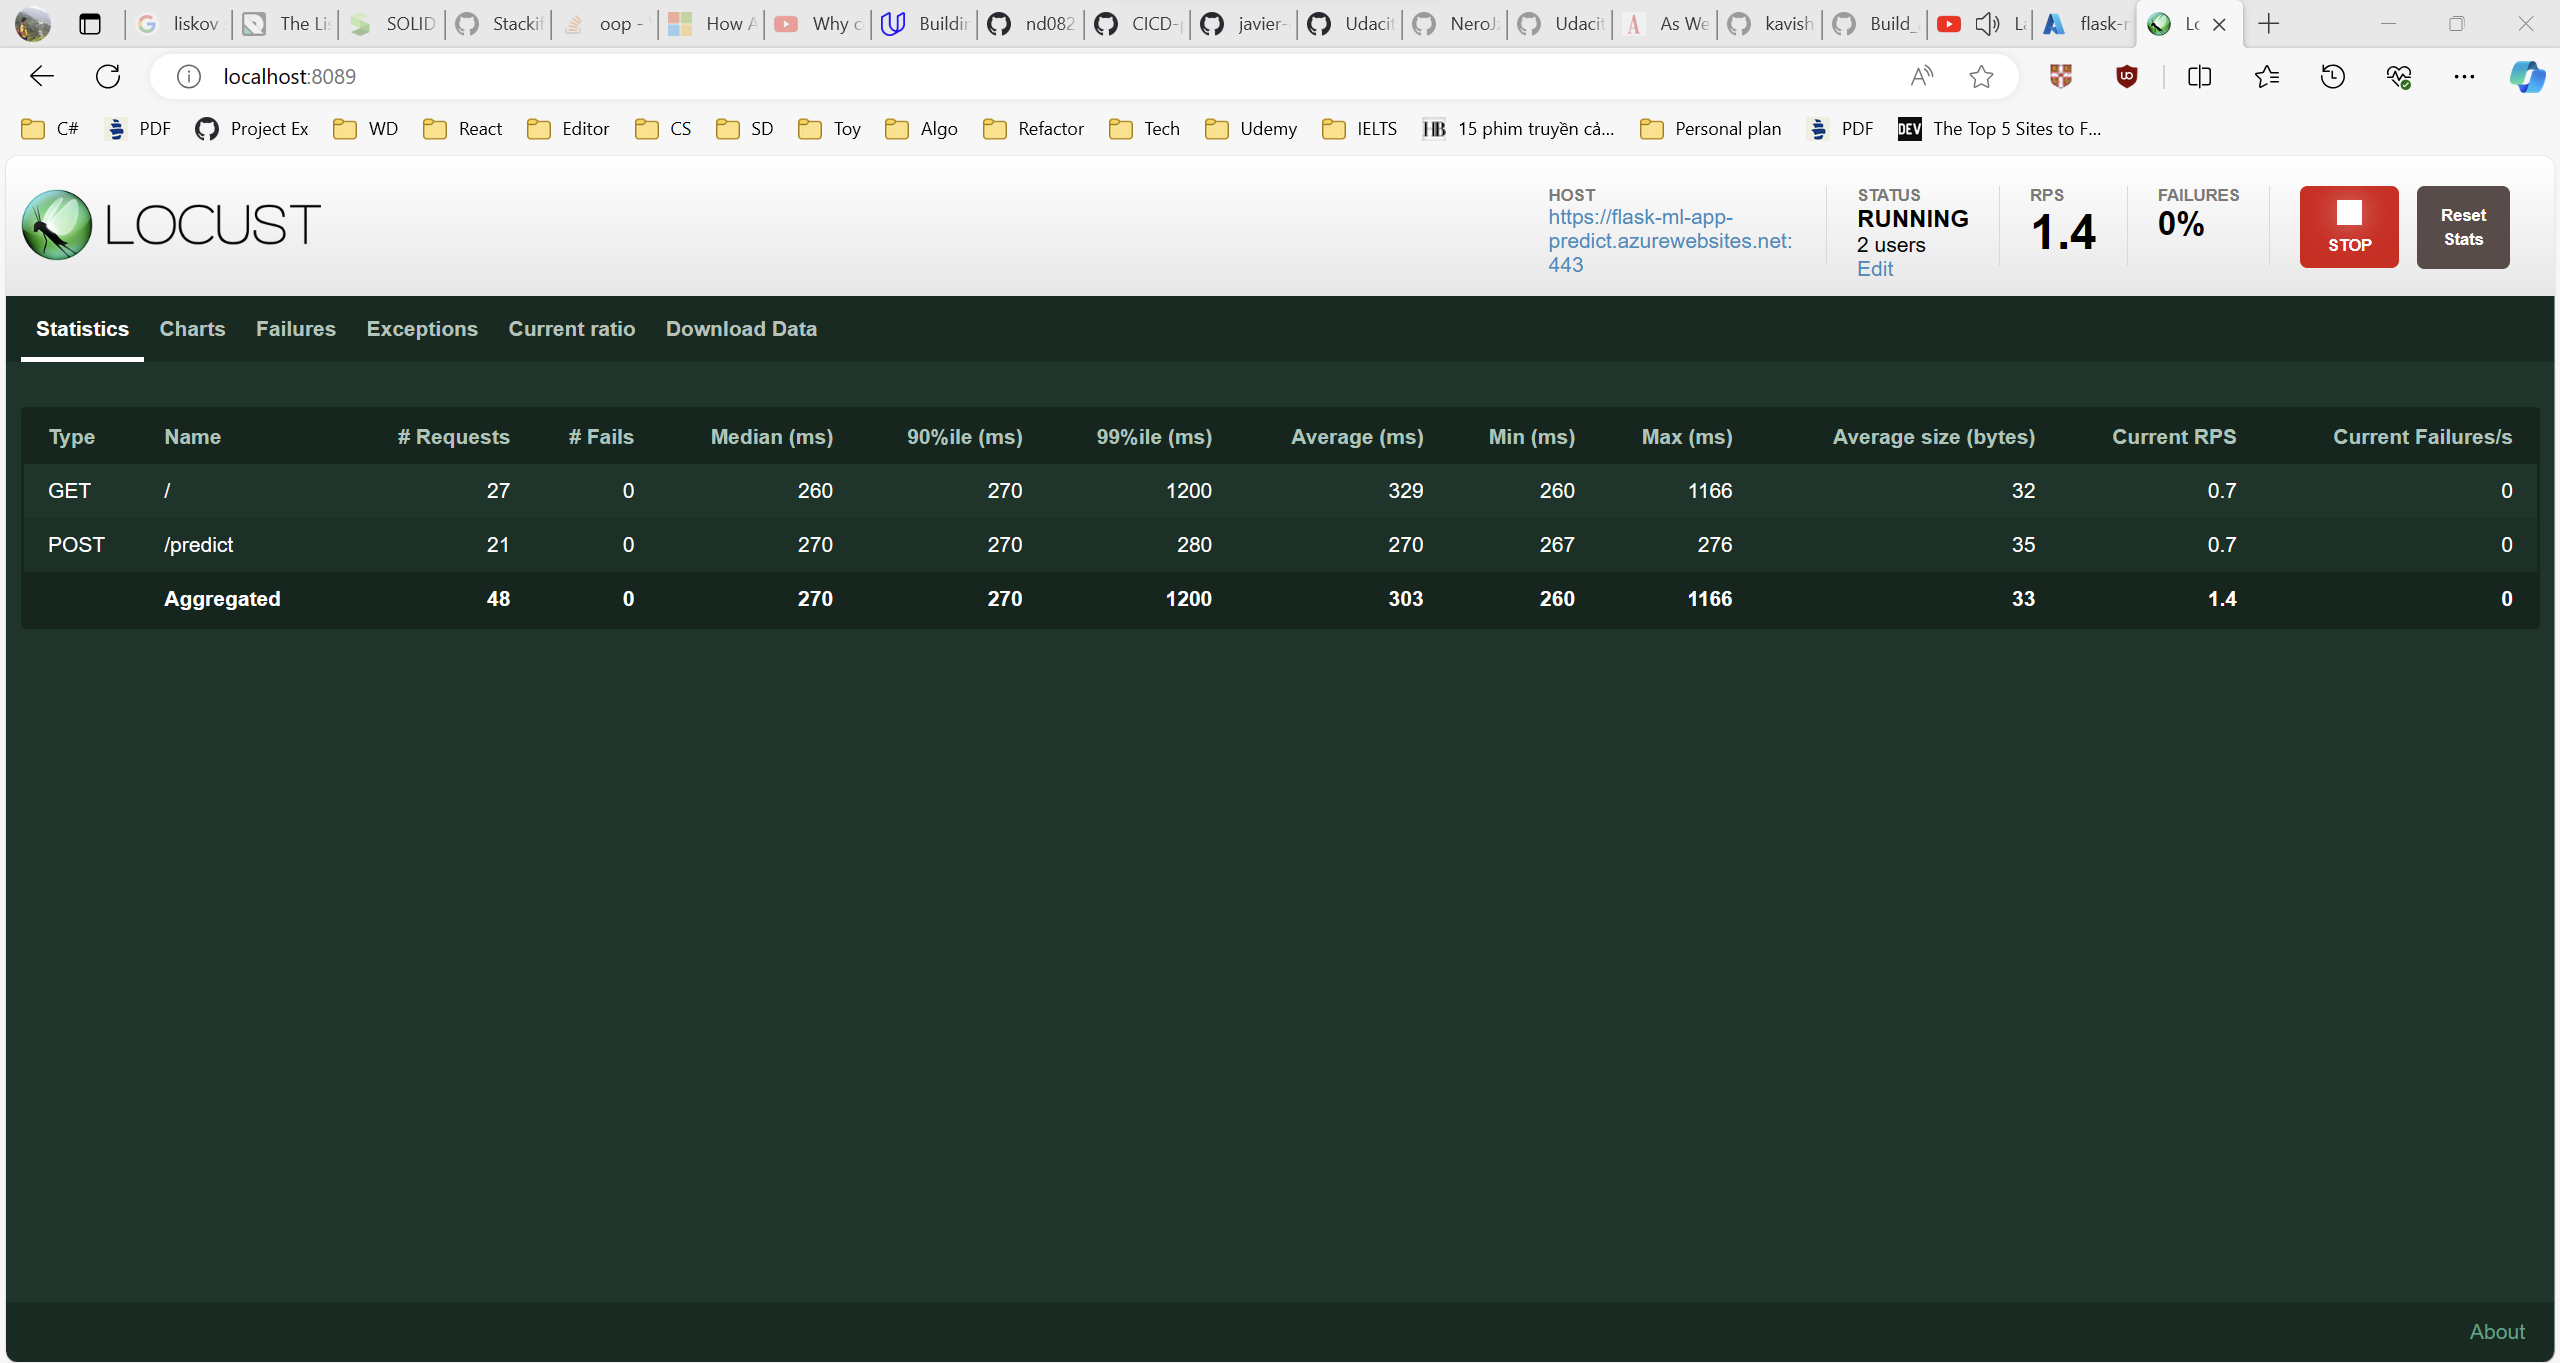 liskov The Lis SOLID Stackif oop - How A Why c Buildin nd082 CICD- javier- Udacit NeroJ Udacit As We kavish Build_ La flask-r Lo
localhost:8089
C# PDF Project Ex WD React Editor CS SD Toy Algo Refactor Tech Udemy IELTS HB 15 phim truyền cả... Personal plan PDF DEV The Top 5 Sites to F...
LOCUST
HOST
https://flask-ml-app-
predict.azurewebsites.net:
443
STATUS
RUNNING
2 users
Edit
RPS
1.4
FAILURES
0%
STOP
Reset
Stats
Statistics Charts Failures Exceptions Current ratio Download Data
Type Name # Requests # Fails Median (ms) 90%ile (ms) 99%ile (ms) Average (ms) Min (ms) Max (ms) Average size (bytes) Current RPS Current Failures/s
GET / 27 0 260 270 1200 329 260 1166 32 0.7 0
POST /predict 21 0 270 270 280 270 267 276 35 0.7 0
Aggregated 48 0 270 270 1200 303 260 1166 33 1.4 0
About